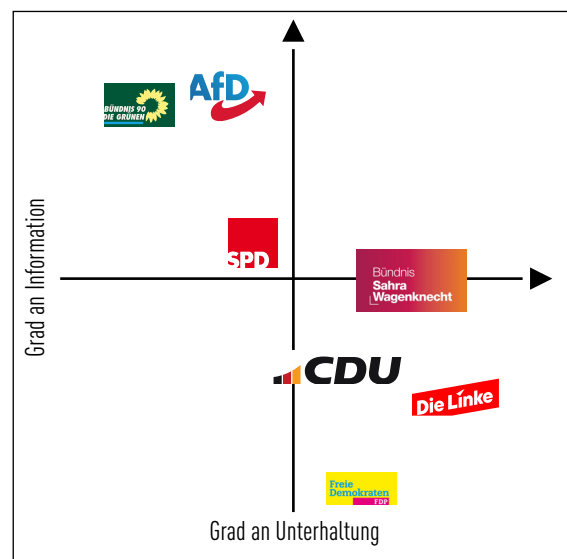 AfD
BÜNDNIS 90
DIE GRÜNEN
SPD
Bündnis
Sahra
Wagenknecht
Grad an Information
CDU
Die Linke
Freie
Demokraten
FDP
Grad an Unterhaltung